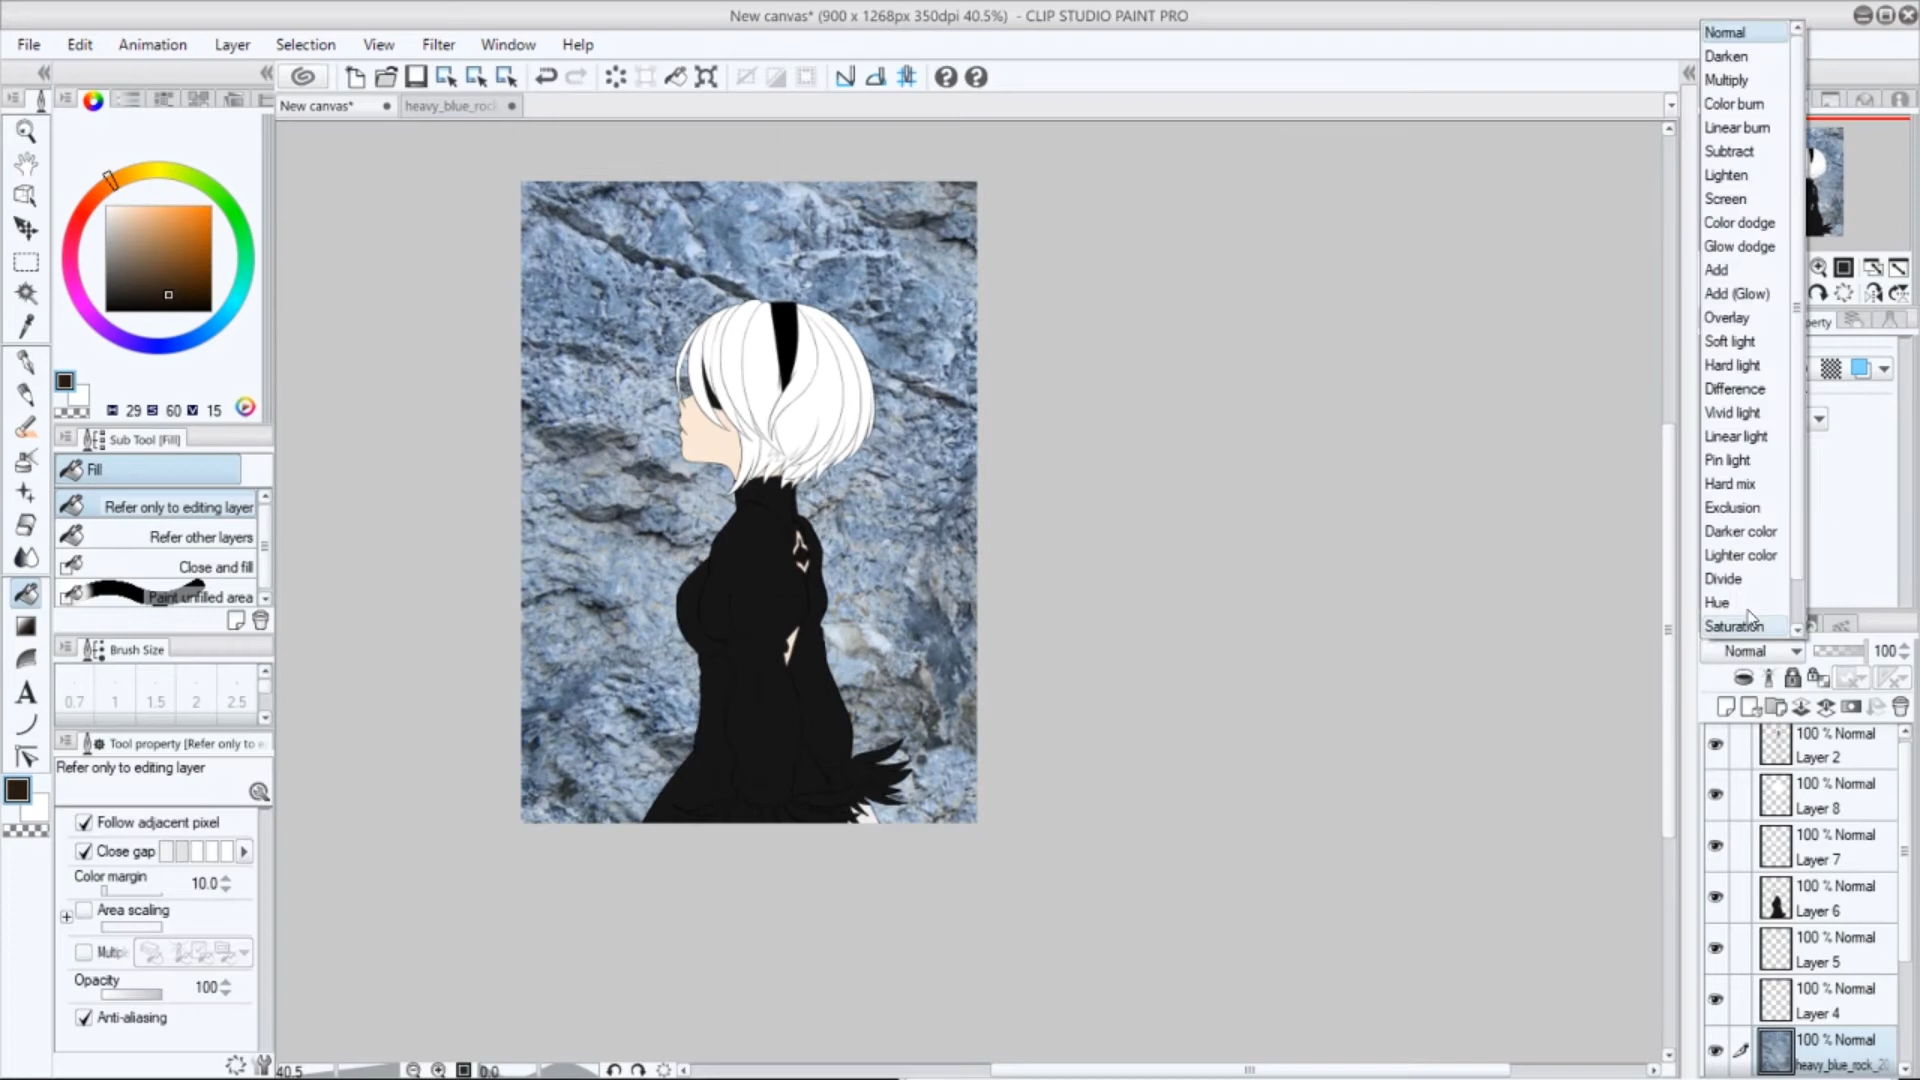 New canvas* (900 x 1268px 350dpi 40.5%) - CLIP STUDIO PAINT PRO
File Edit Animation Layer Selection View Filter Window Help
New canvas* heavy_blue_roc
H 29 S 60 V 15
Sub Tool [Fill]
Fill
Refer only to editing layer
Refer other layers
Close and fill
Paint unfilled area
Brush Size
0.7 1 1.5 2 2.5
Tool property [Refer only to e
Refer only to editing layer
Follow adjacent pixel
Close gap
Color margin 10.0
Area scaling
Multiple
Opacity 100
Anti-aliasing
40.5 0.0
Normal
Darken
Multiply
Color burn
Linear burn
Subtract
Lighten
Screen
Color dodge
Glow dodge
Add
Add (Glow)
Overlay
Soft light
Hard light
Difference
Vivid light
Linear light
Pin light
Hard mix
Exclusion
Darker color
Lighter color
Divide
Hue
Saturation
perty
Normal 100
100 % Normal
Layer 2
100 % Normal
Layer 8
100 % Normal
Layer 7
100 % Normal
Layer 6
100 % Normal
Layer 5
100 % Normal
Layer 4
100 % Normal
heavy_blue_rock_20